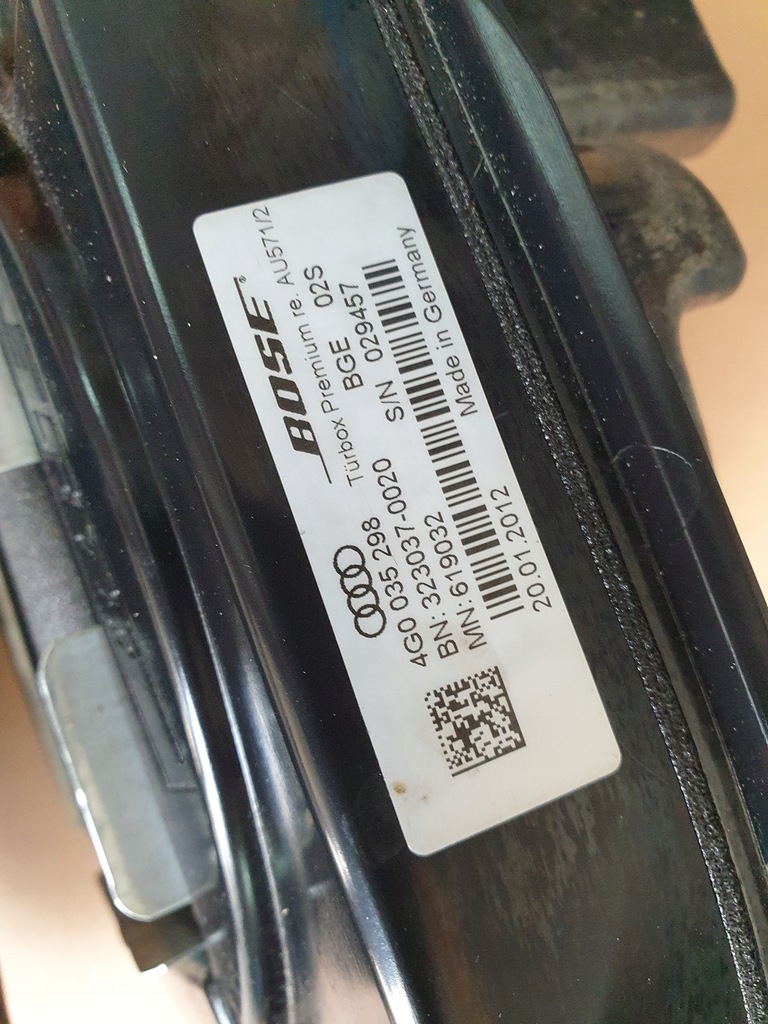 BOSE®
Türbox Premium re. AU571/2
4G0 035 298 BGE 02S
BN: 323037-0020 S/N 029457
MN: 619032
Made in Germany
20.01.2012